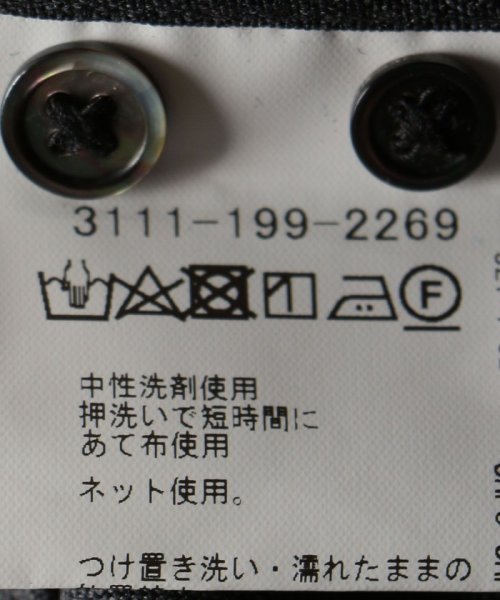 3111-199-2269
F
中性洗剤使用
押洗いで短時間に
あて布使用
ネット使用。
つけ置き洗い・濡れたままの